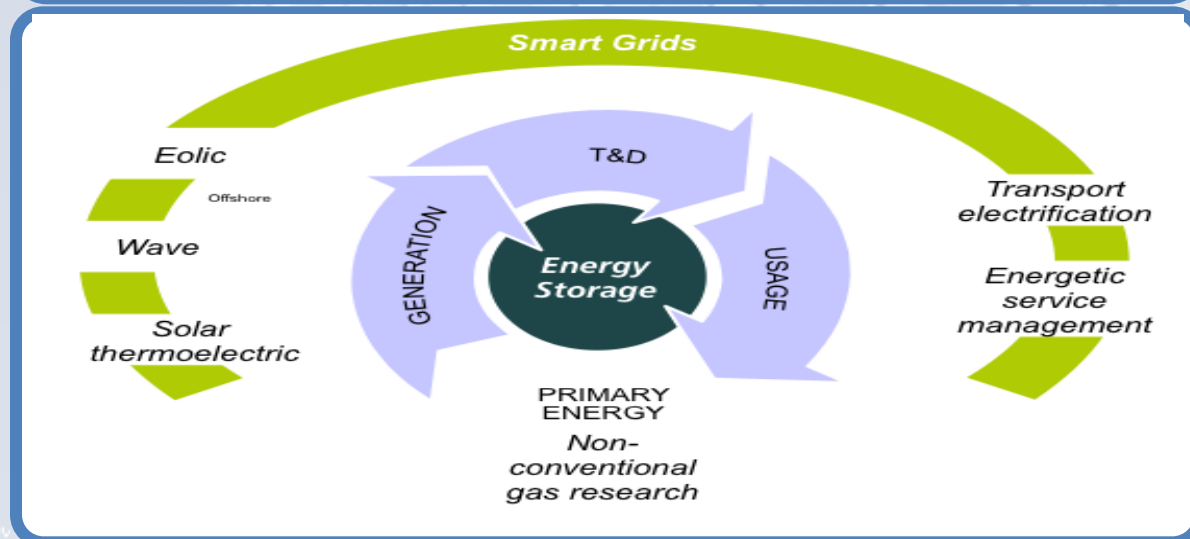 Smart Grids
Eolic
Offshore
Wave
Solar
thermoelectric
GENERATION
T&D
USAGE
Energy
Storage
Transport
electrification
Energetic
service
management
PRIMARY
ENERGY
Non-
conventional
gas research